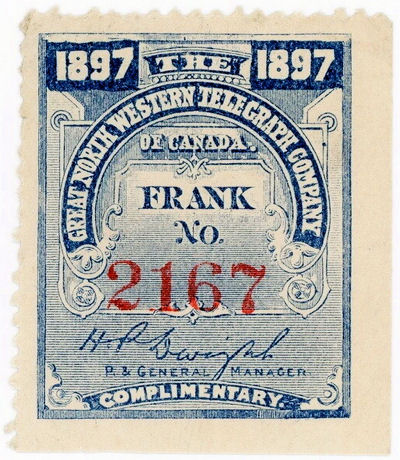 1897 THE 1897
GREAT NORTH WESTERN TELEGRAPH COMPANY
OF CANADA.
FRANK
No.
2167
H. P. Dwight
P. & GENERAL MANAGER
COMPLIMENTARY.